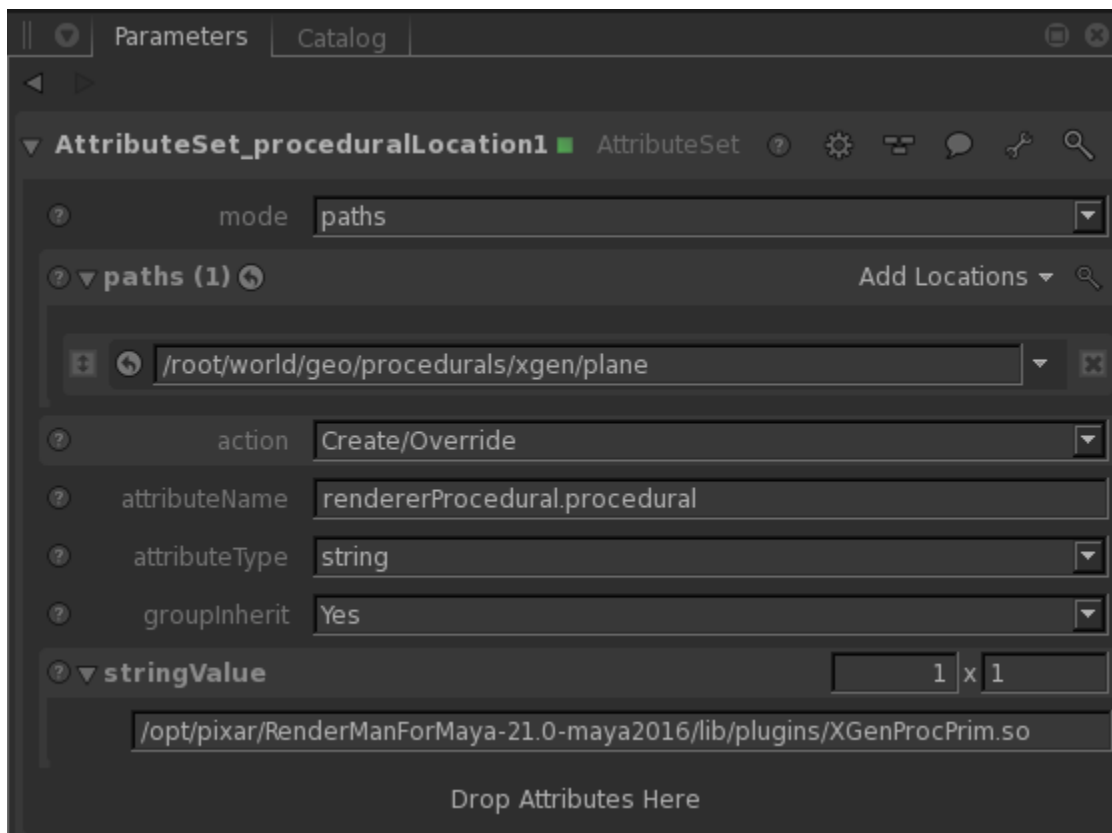 Parameters Catalog
AttributeSet_proceduralLocation1 AttributeSet
mode paths
paths (1) Add Locations
/root/world/geo/procedurals/xgen/plane
action Create/Override
attributeName rendererProcedural.procedural
attributeType string
groupInherit Yes
stringValue 1 x 1
/opt/pixar/RenderManForMaya-21.0-maya2016/lib/plugins/XGenProcPrim.so
Drop Attributes Here